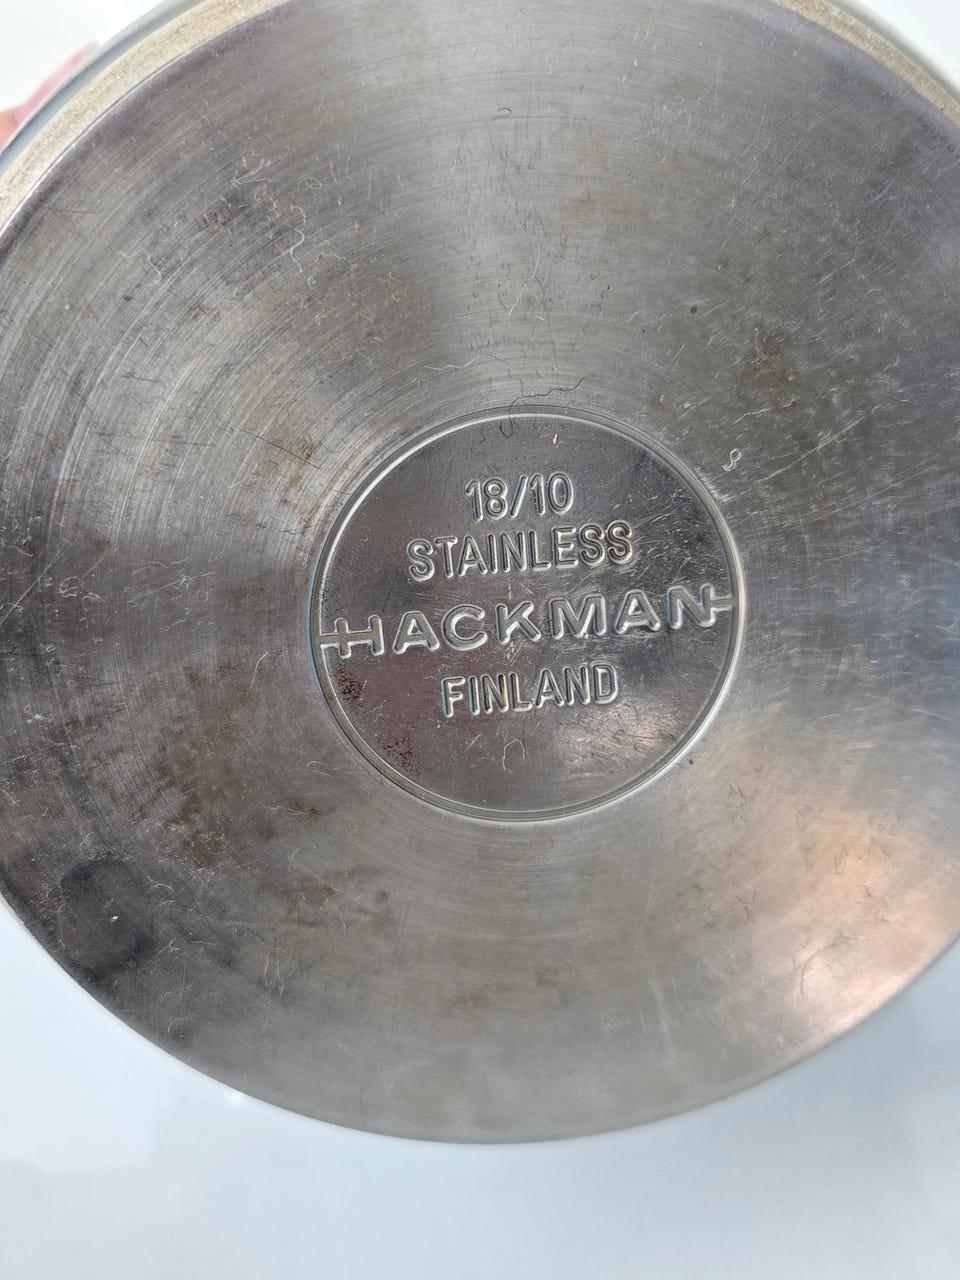 18/10
STAINLESS
HACKMAN
FINLAND